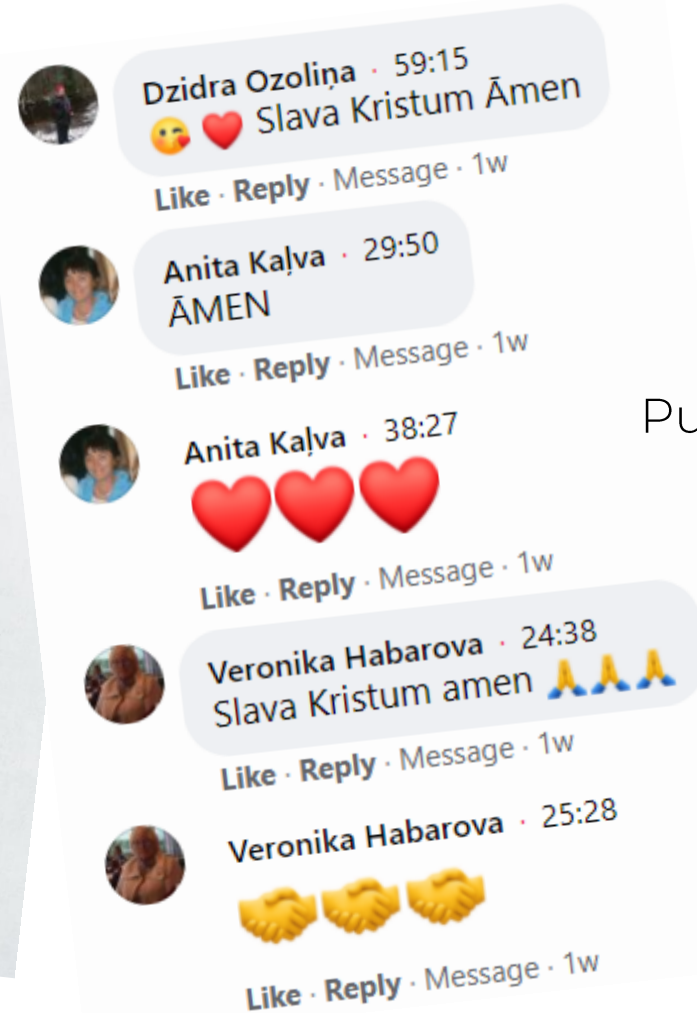 Dzidra Ozoliņa · 59:15
😘 ❤️ Slava Kristum Āmen
Like · Reply · Message · 1w
Anita Kaļva · 29:50
ĀMEN
Like · Reply · Message · 1w
Anita Kaļva · 38:27
❤️❤️❤️
Like · Reply · Message · 1w
Pu
Veronika Habarova · 24:38
Slava Kristum amen 🙏🙏🙏
Like · Reply · Message · 1w
Veronika Habarova · 25:28
🤝🤝🤝
Like · Reply · Message · 1w